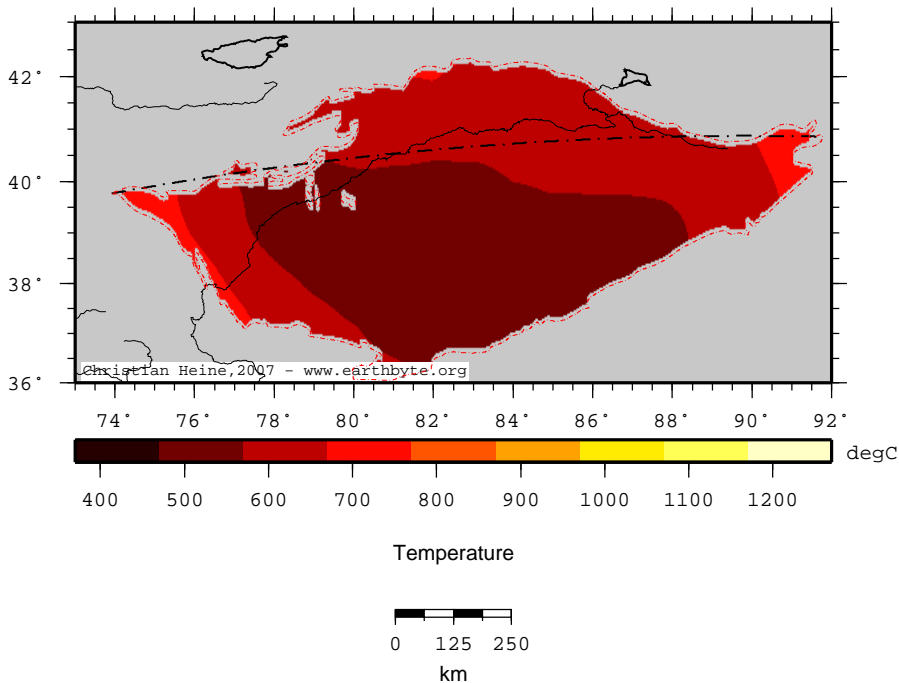 42°
40°
38°
36°
Christian Heine,2007 - www.earthbyte.org
74° 76° 78° 80° 82° 84° 86° 88° 90° 92°
degC
400 500 600 700 800 900 1000 1100 1200
Temperature
0 125 250
km